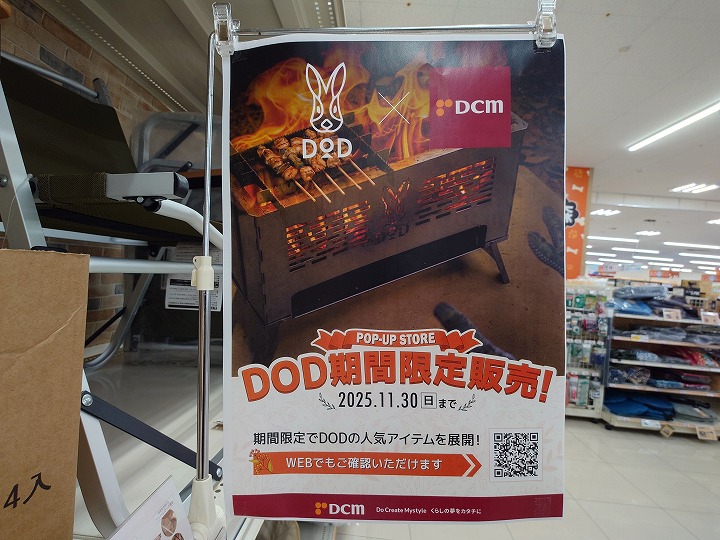 DOD
×
DCM
DOD
POP-UP STORE
DOD期間限定販売!
2025.11.30日まで
期間限定でDODの人気アイテムを展開!
WEBでもご確認いただけます
DCM Do Create Mystyle くらしの夢をカタチに
4入